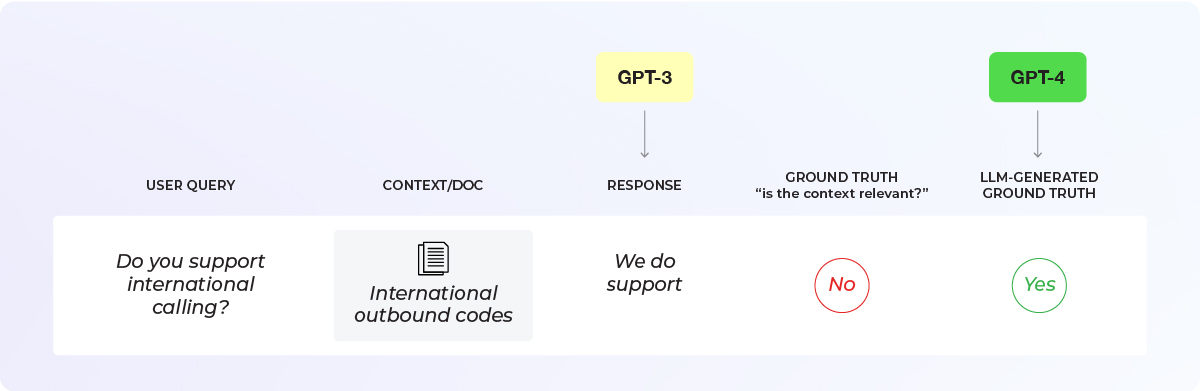 GPT-3
GPT-4
USER QUERY
CONTEXT/DOC
RESPONSE
GROUND TRUTH
“is the context relevant?”
LLM-GENERATED
GROUND TRUTH
Do you support
international
calling?
International
outbound codes
We do
support
No
Yes